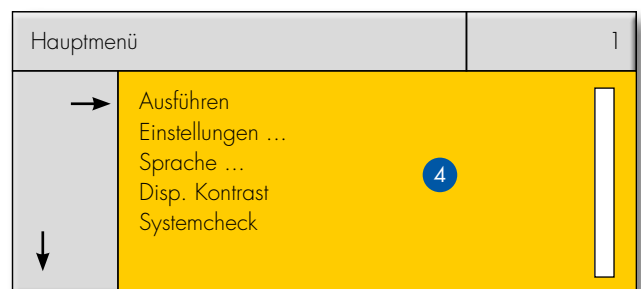 Hauptmenü 1
Ausführen
Einstellungen ...
Sprache ...
Disp. Kontrast
Systemcheck
4